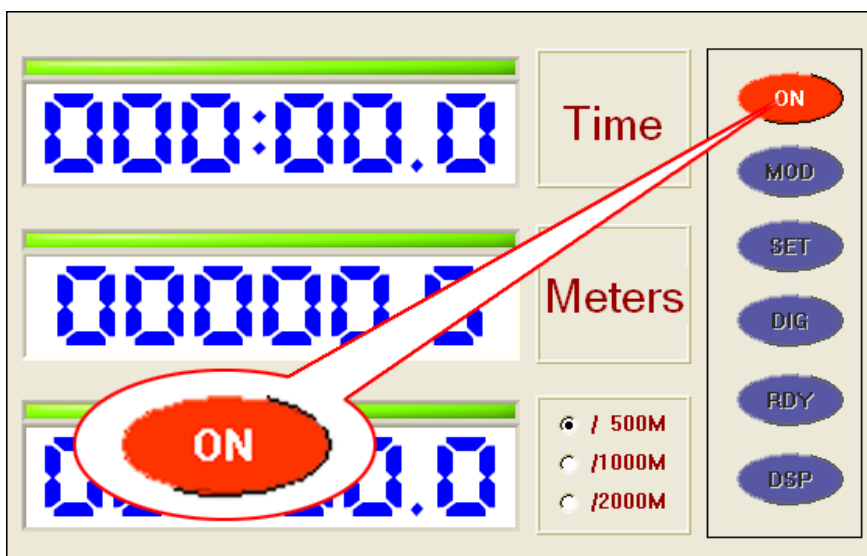 000:00.0
Time
ON
MOD
SET
00000.0
Meters
DIG
ON
/ 500M
/1000M
/2000M
RDY
DSP